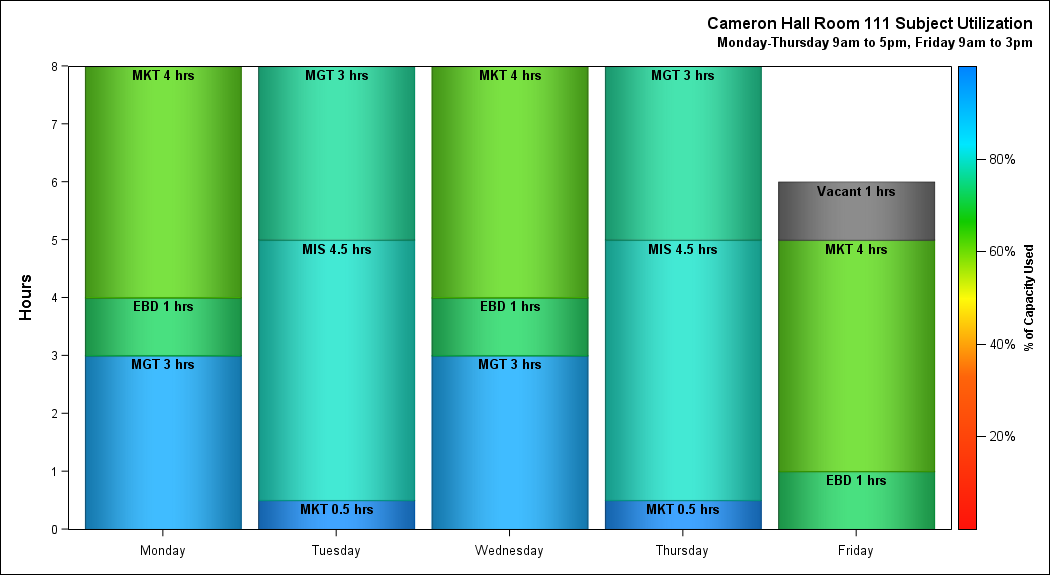 Cameron Hall Room 111 Subject Utilization
Monday-Thursday 9am to 5pm, Friday 9am to 3pm
Hours
8
7
6
5
4
3
2
1
0
MKT 4 hrs
EBD 1 hrs
MGT 3 hrs
MGT 3 hrs
MIS 4.5 hrs
MKT 0.5 hrs
MKT 4 hrs
EBD 1 hrs
MGT 3 hrs
MGT 3 hrs
MIS 4.5 hrs
MKT 0.5 hrs
Vacant 1 hrs
MKT 4 hrs
EBD 1 hrs
Monday
Tuesday
Wednesday
Thursday
Friday
80%
60%
40%
20%
% of Capacity Used